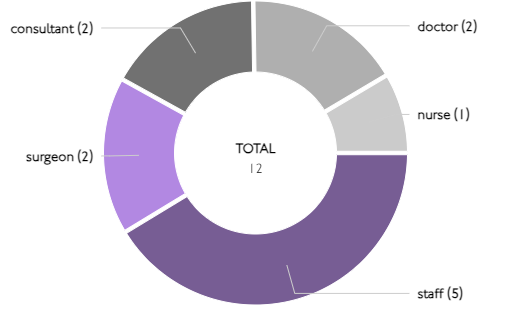 consultant (2)
doctor (2)
nurse (1)
surgeon (2)
TOTAL
12
staff (5)